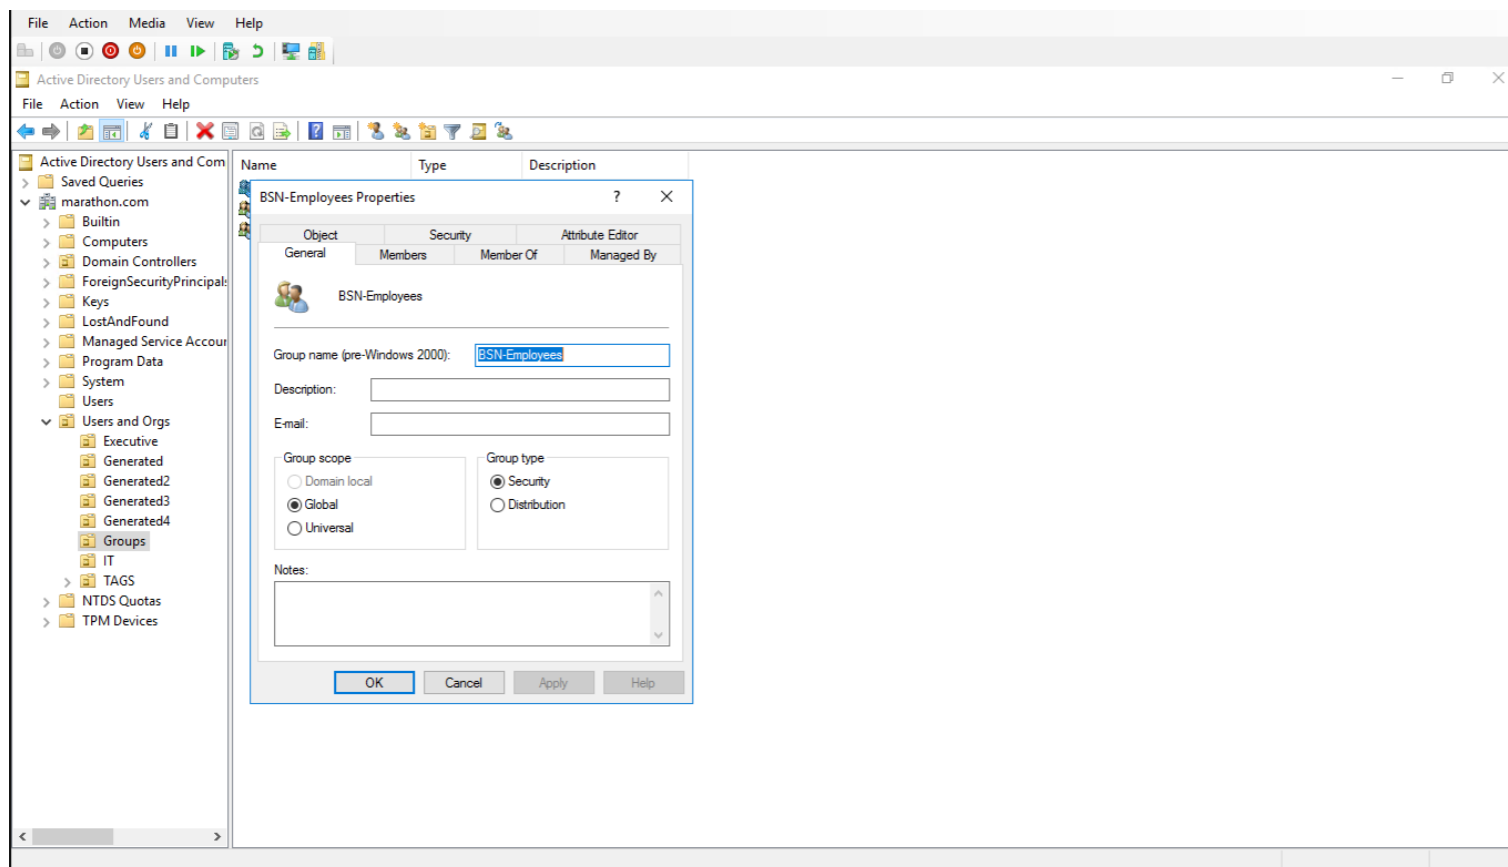 File Action Media View Help
Active Directory Users and Computers
File Action View Help
Active Directory Users and Com
Saved Queries
marathon.com
Builtin
Computers
Domain Controllers
ForeignSecurityPrincipals
Keys
LostAndFound
Managed Service Accour
Program Data
System
Users
Users and Orgs
Executive
Generated
Generated2
Generated3
Generated4
Groups
IT
TAGS
NTDS Quotas
TPM Devices
Name Type Description
BSN-Employees Properties
Object Security Attribute Editor
General Members Member Of Managed By
BSN-Employees
Group name (pre-Windows 2000): BSN-Employees
Description:
E-mail:
Group scope
Domain local
Global
Universal
Group type
Security
Distribution
Notes:
OK Cancel Apply Help